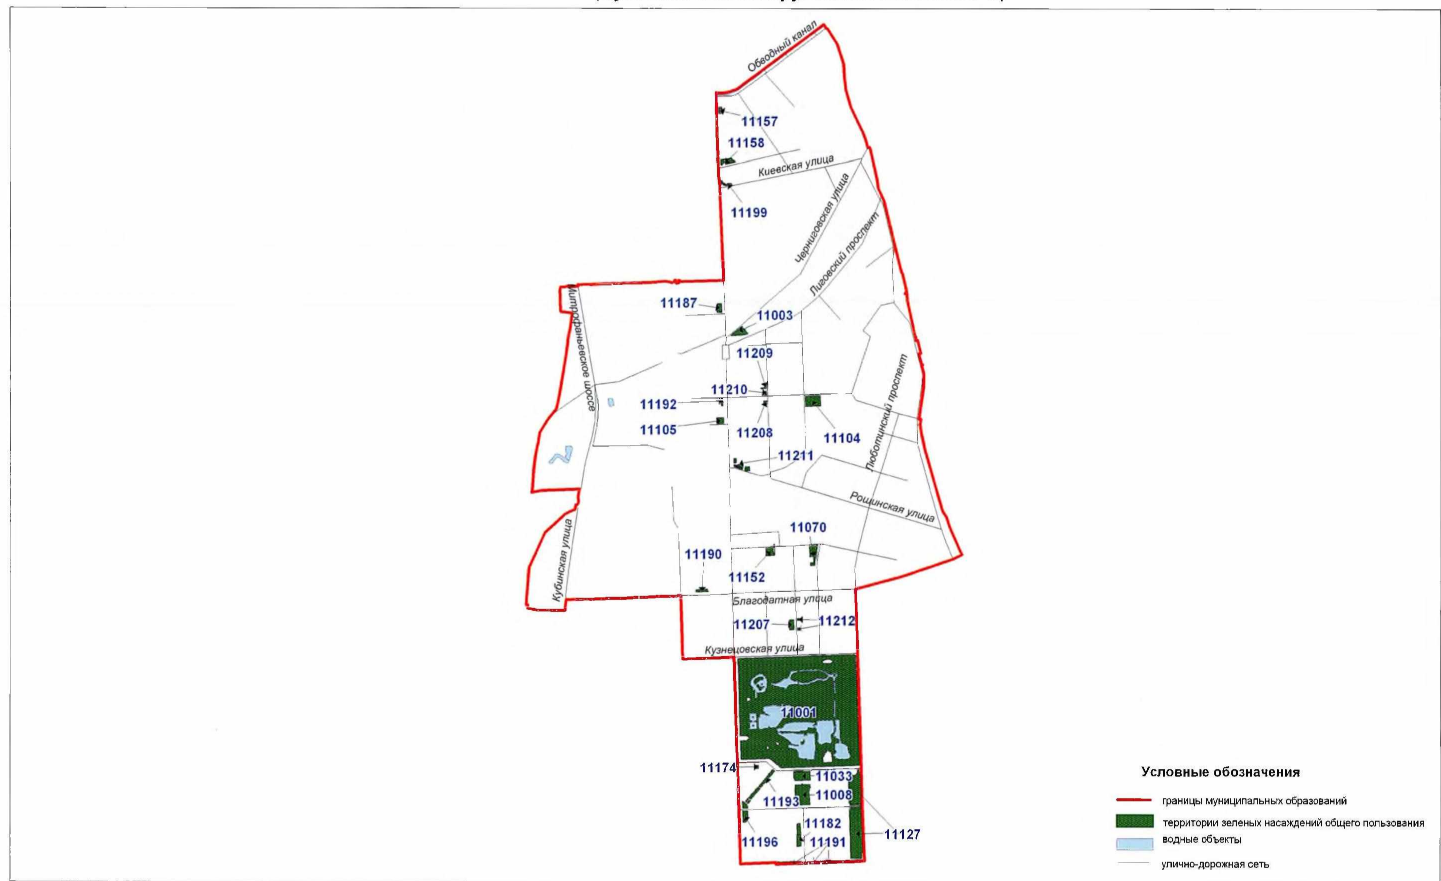 Обводный канал
11157
11158
Киевская улица
11199
Черниговская улица
Лиговский проспект
Митрофаньевское шоссе
11187
11003
11209
11210
11192
11208
11105
11104
Люботинский проспект
11211
Рощинская улица
11070
11190
11152
Кубинская улица
Благодатная улица
11207
11212
Кузнецовская улица
11001
11174
11033
11193
11008
11182
11196
11191
11127
Условные обозначения
границы муниципальных образований
территории зеленых насаждений общего пользования
водные объекты
улично-дорожная сеть